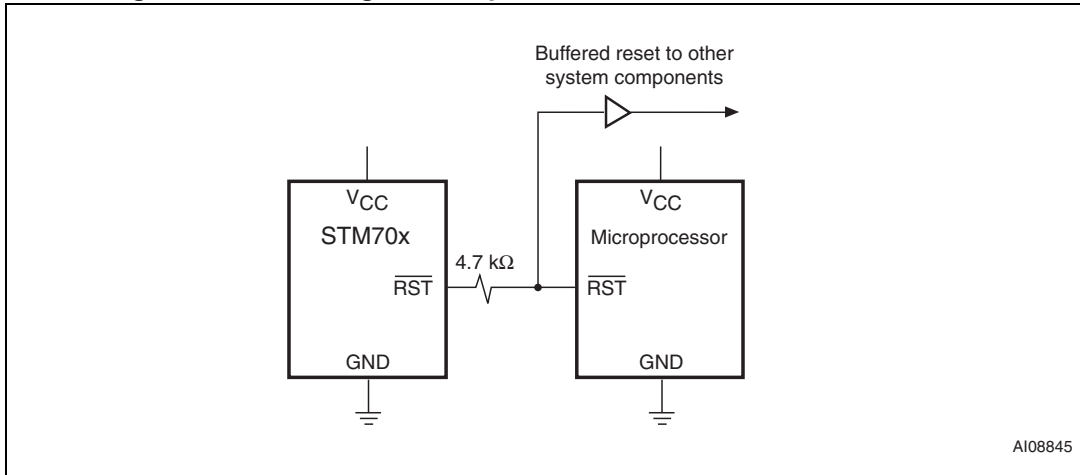 Buffered reset to other
system components
VCC
STM70x
RST
GND
4.7 kΩ
VCC
Microprocessor
RST
GND
AI08845